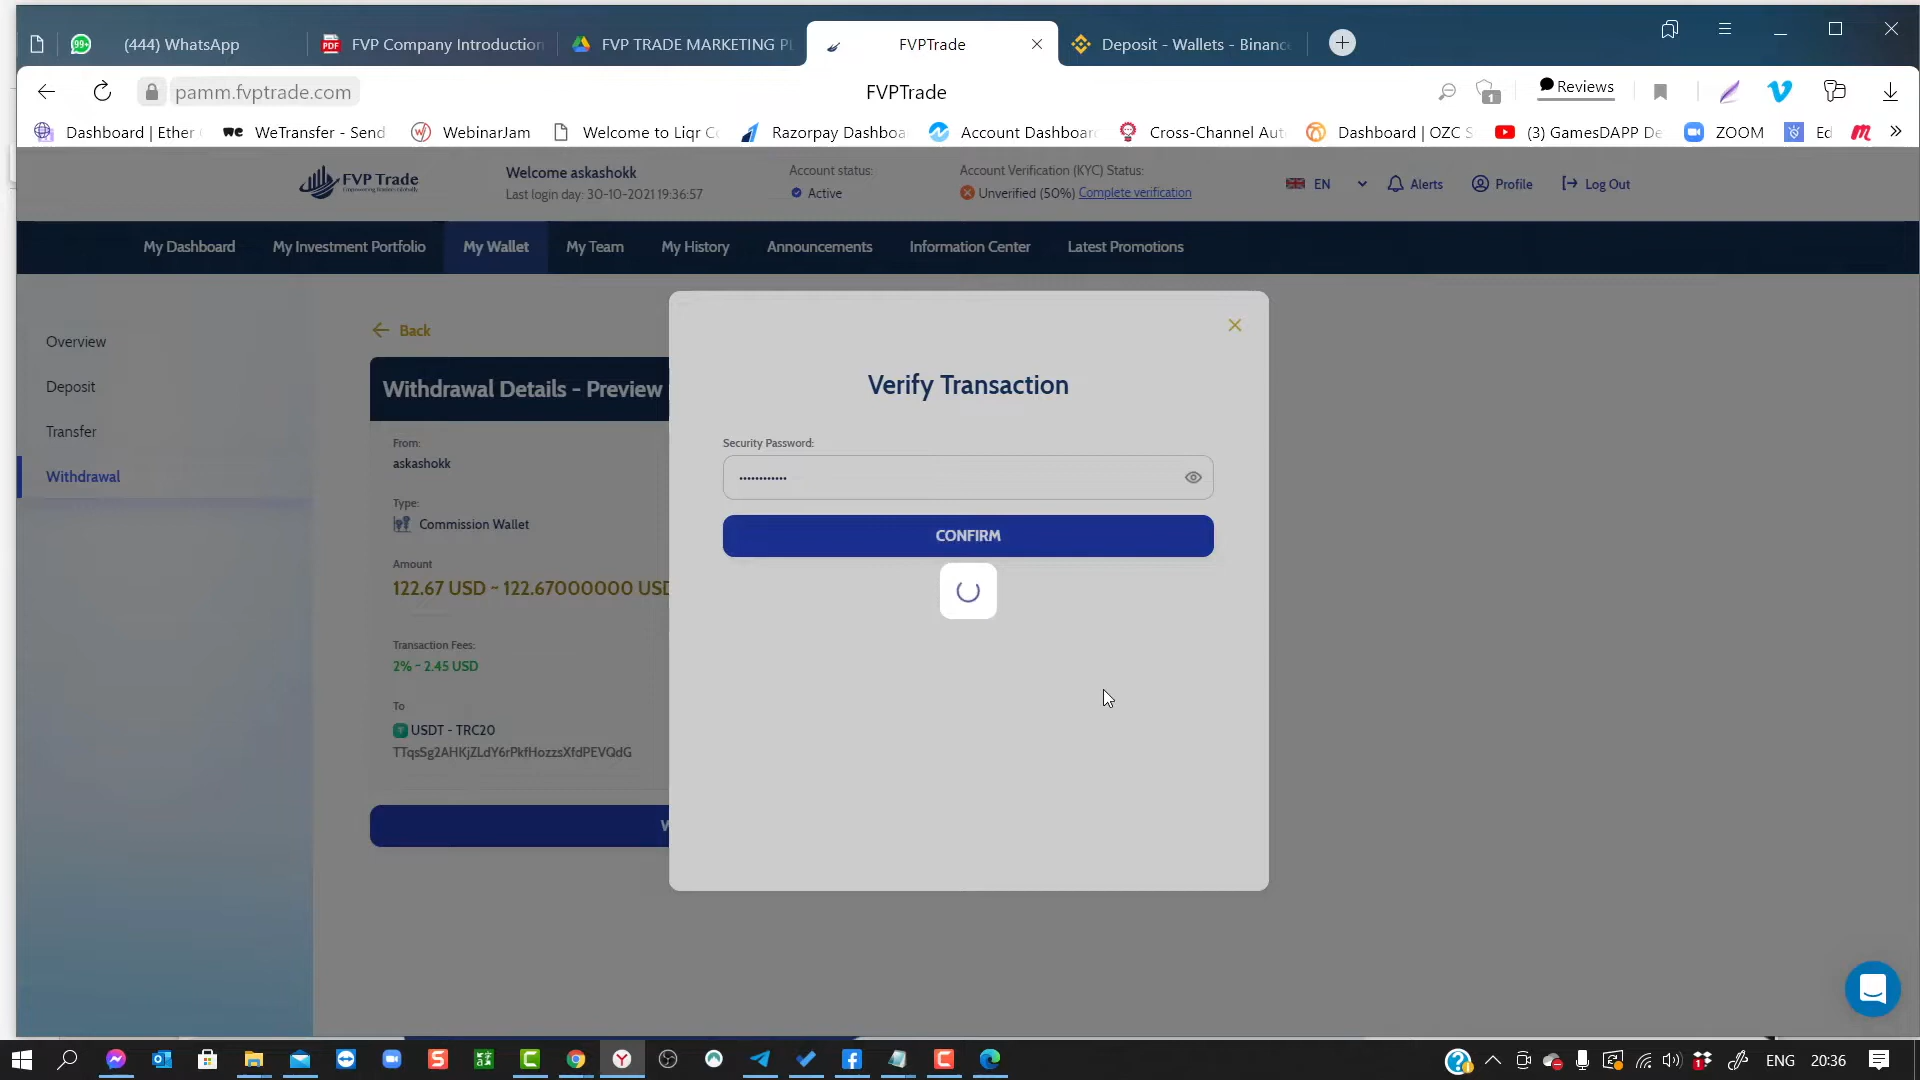 99+
(444) WhatsApp
FVP Company Introduction
FVP TRADE MARKETING PL
FVPTrade
Deposit - Wallets - Binance
pamm.fvptrade.com
FVPTrade
1
Reviews
Dashboard | Ether
WeTransfer - Send
WebinarJam
Welcome to Liqr Co
Razorpay Dashboa
Account Dashboar
Cross-Channel Aut
Dashboard | OZC S
(3) GamesDAPP De
ZOOM
Ed
FVP Trade
Welcome askashokk
Last login day: 30-10-2021 19:36:57
Account status:
Active
Account Verification (KYC) Status:
Unverified (50%) Complete verification
EN
Alerts
Profile
Log Out
My Dashboard
My Investment Portfolio
My Wallet
My Team
My History
Announcements
Information Center
Latest Promotions
Overview
Deposit
Transfer
Withdrawal
Back
Withdrawal Details - Preview
From:
askashokk
Type:
Commission Wallet
Amount
122.67 USD ~ 122.67000000 USD
Transaction Fees:
2% ~ 2.45 USD
To
USDT - TRC20
TTqsSg2AHKjZLdY6rPkfHozzsXfdPEVQdG
Verify Transaction
Security Password:
CONFIRM
ENG
20:36